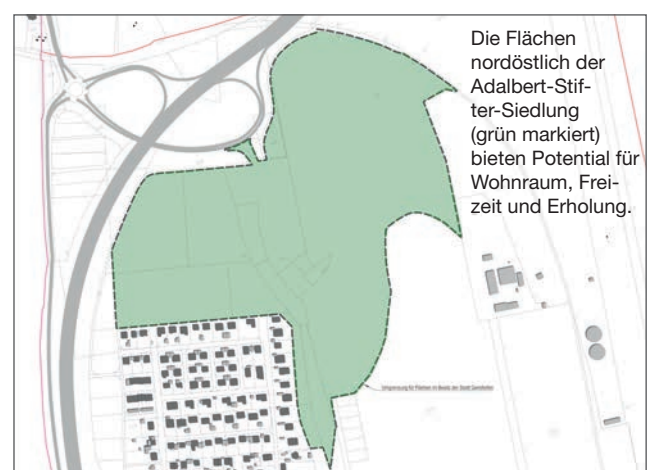 Die Flächen
nordöstlich der
Adalbert-Stif-
ter-Siedlung
(grün markiert)
bieten Potential für
Wohnraum, Frei-
zeit und Erholung.